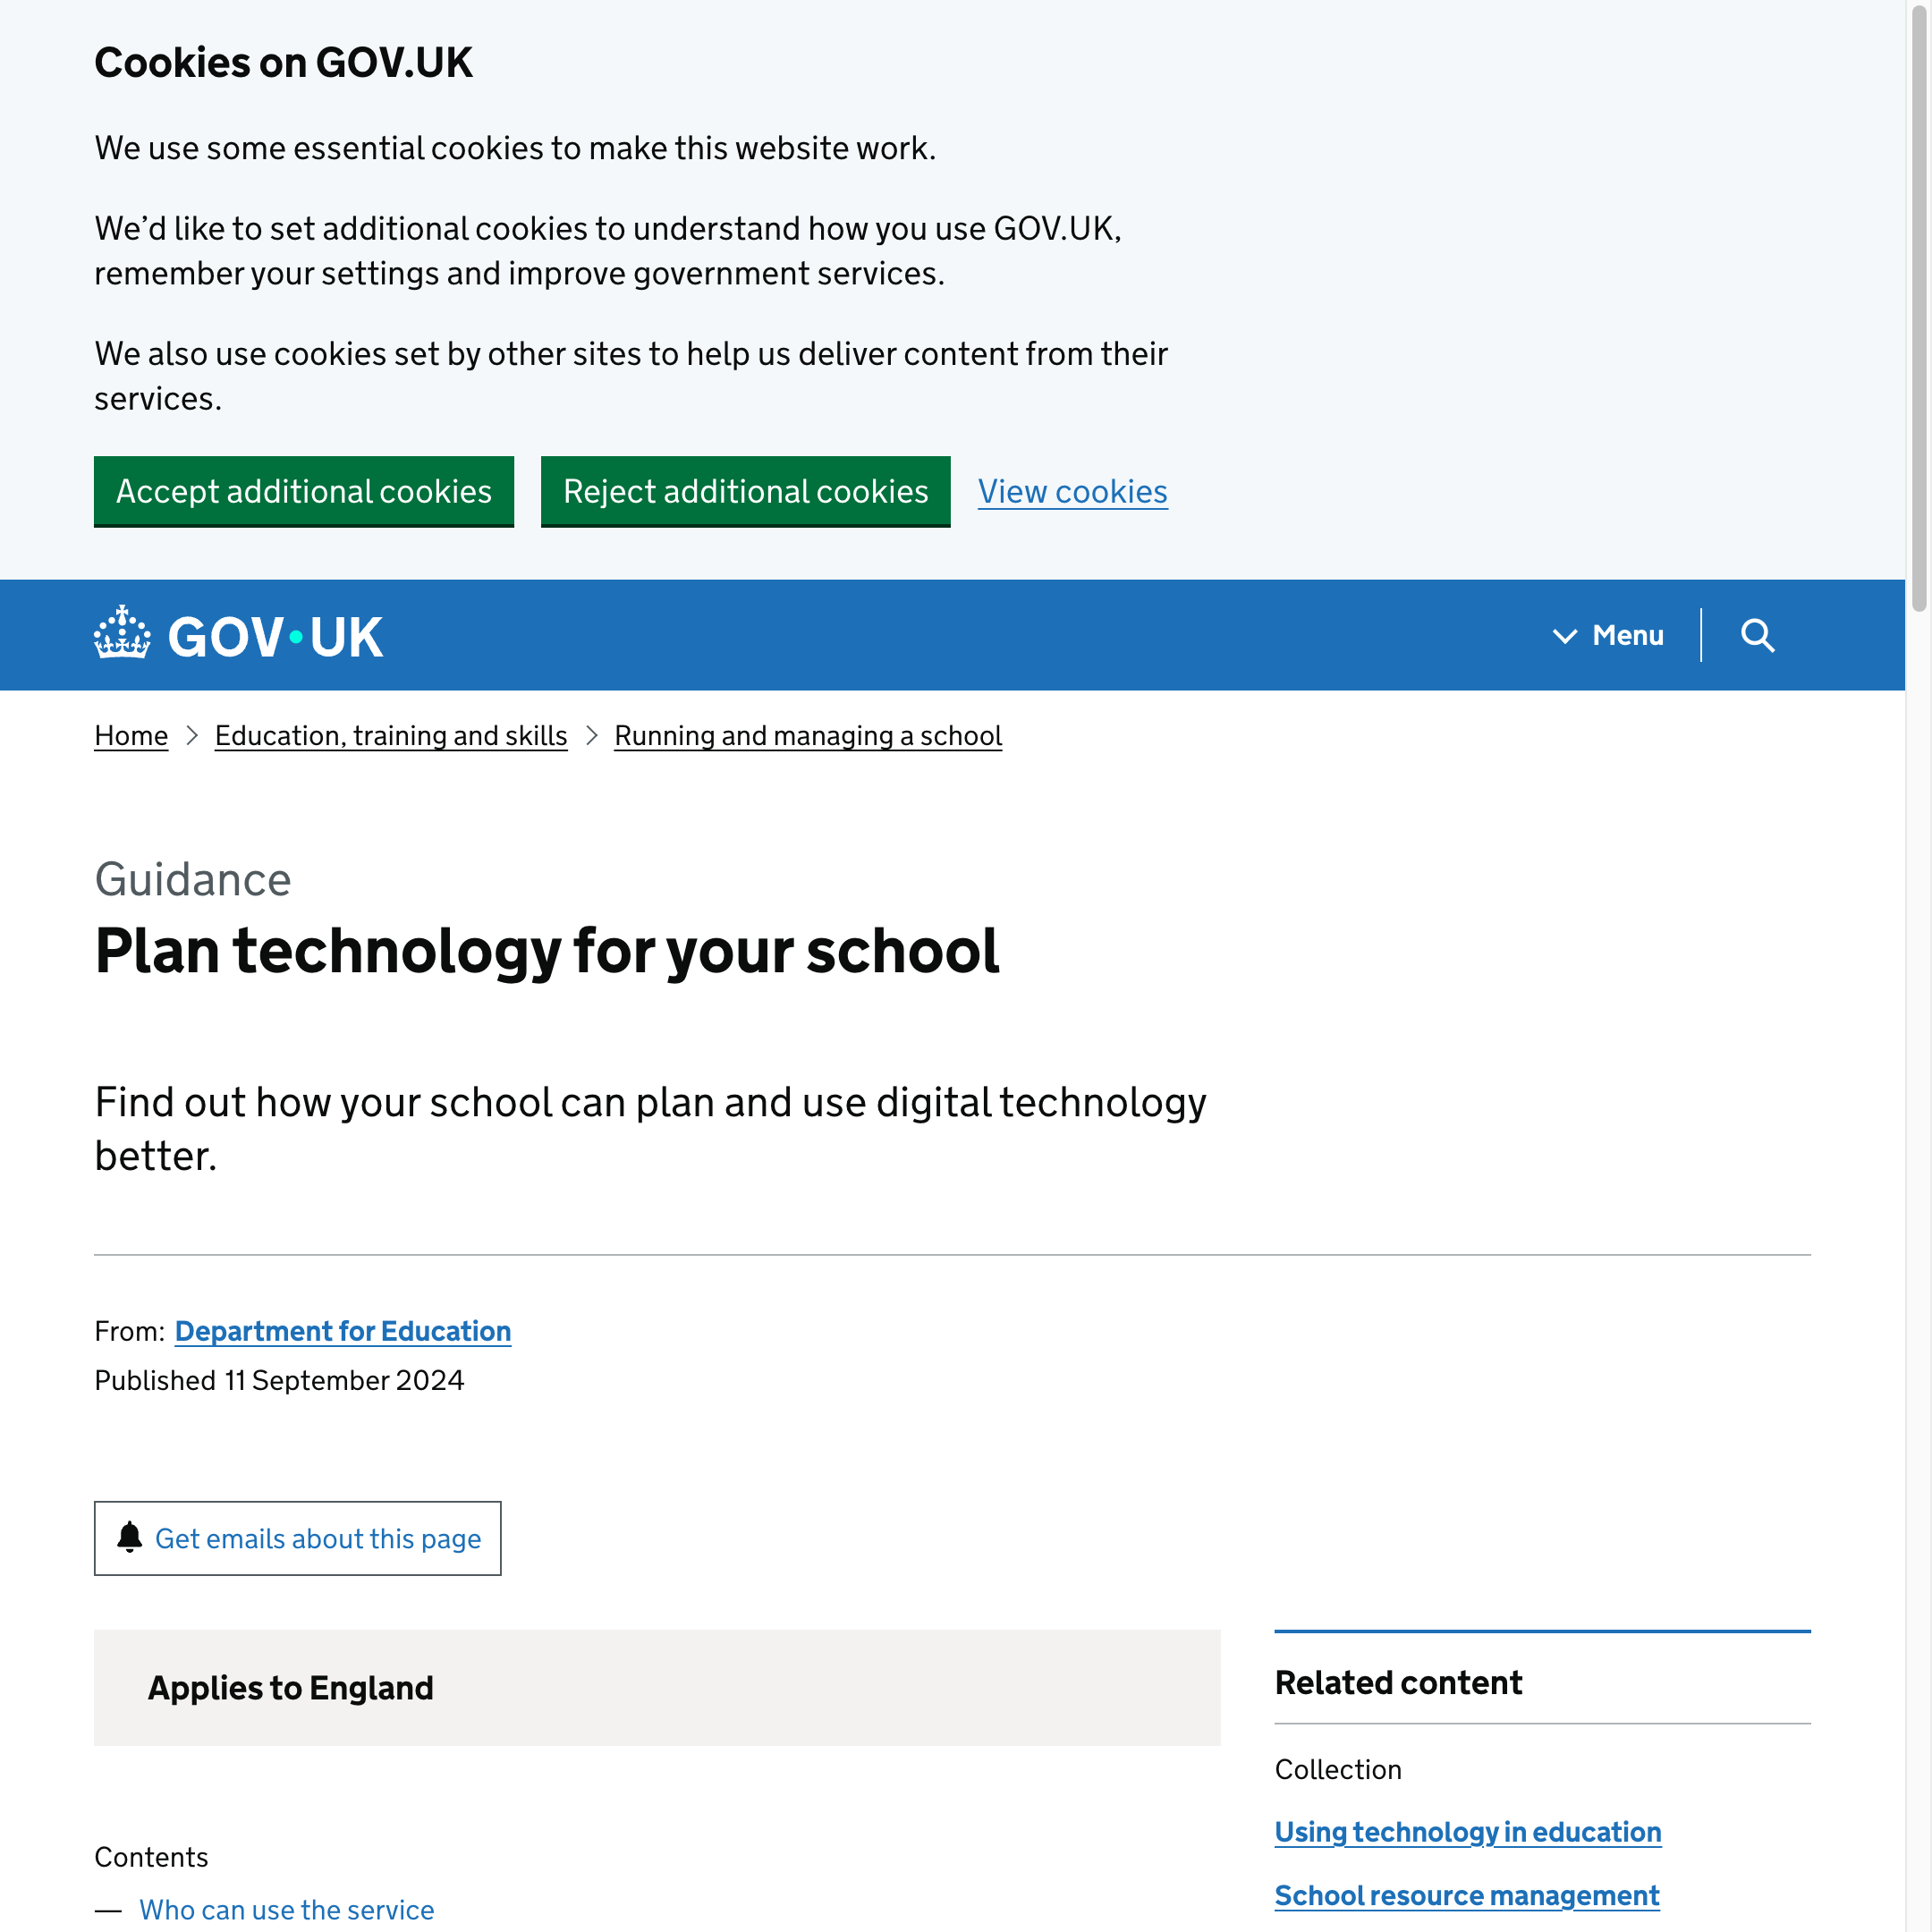 Cookies on GOV.UK
We use some essential cookies to make this website work.
We’d like to set additional cookies to understand how you use GOV.UK,
remember your settings and improve government services.
We also use cookies set by other sites to help us deliver content from their
services.
Accept additional cookies
Reject additional cookies
View cookies
GOV·UK
Menu
Home
Education, training and skills
Running and managing a school
Guidance
Plan technology for your school
Find out how your school can plan and use digital technology
better.
From: Department for Education
Published 11 September 2024
Get emails about this page
Applies to England
Contents
— Who can use the service
Related content
Collection
Using technology in education
School resource management